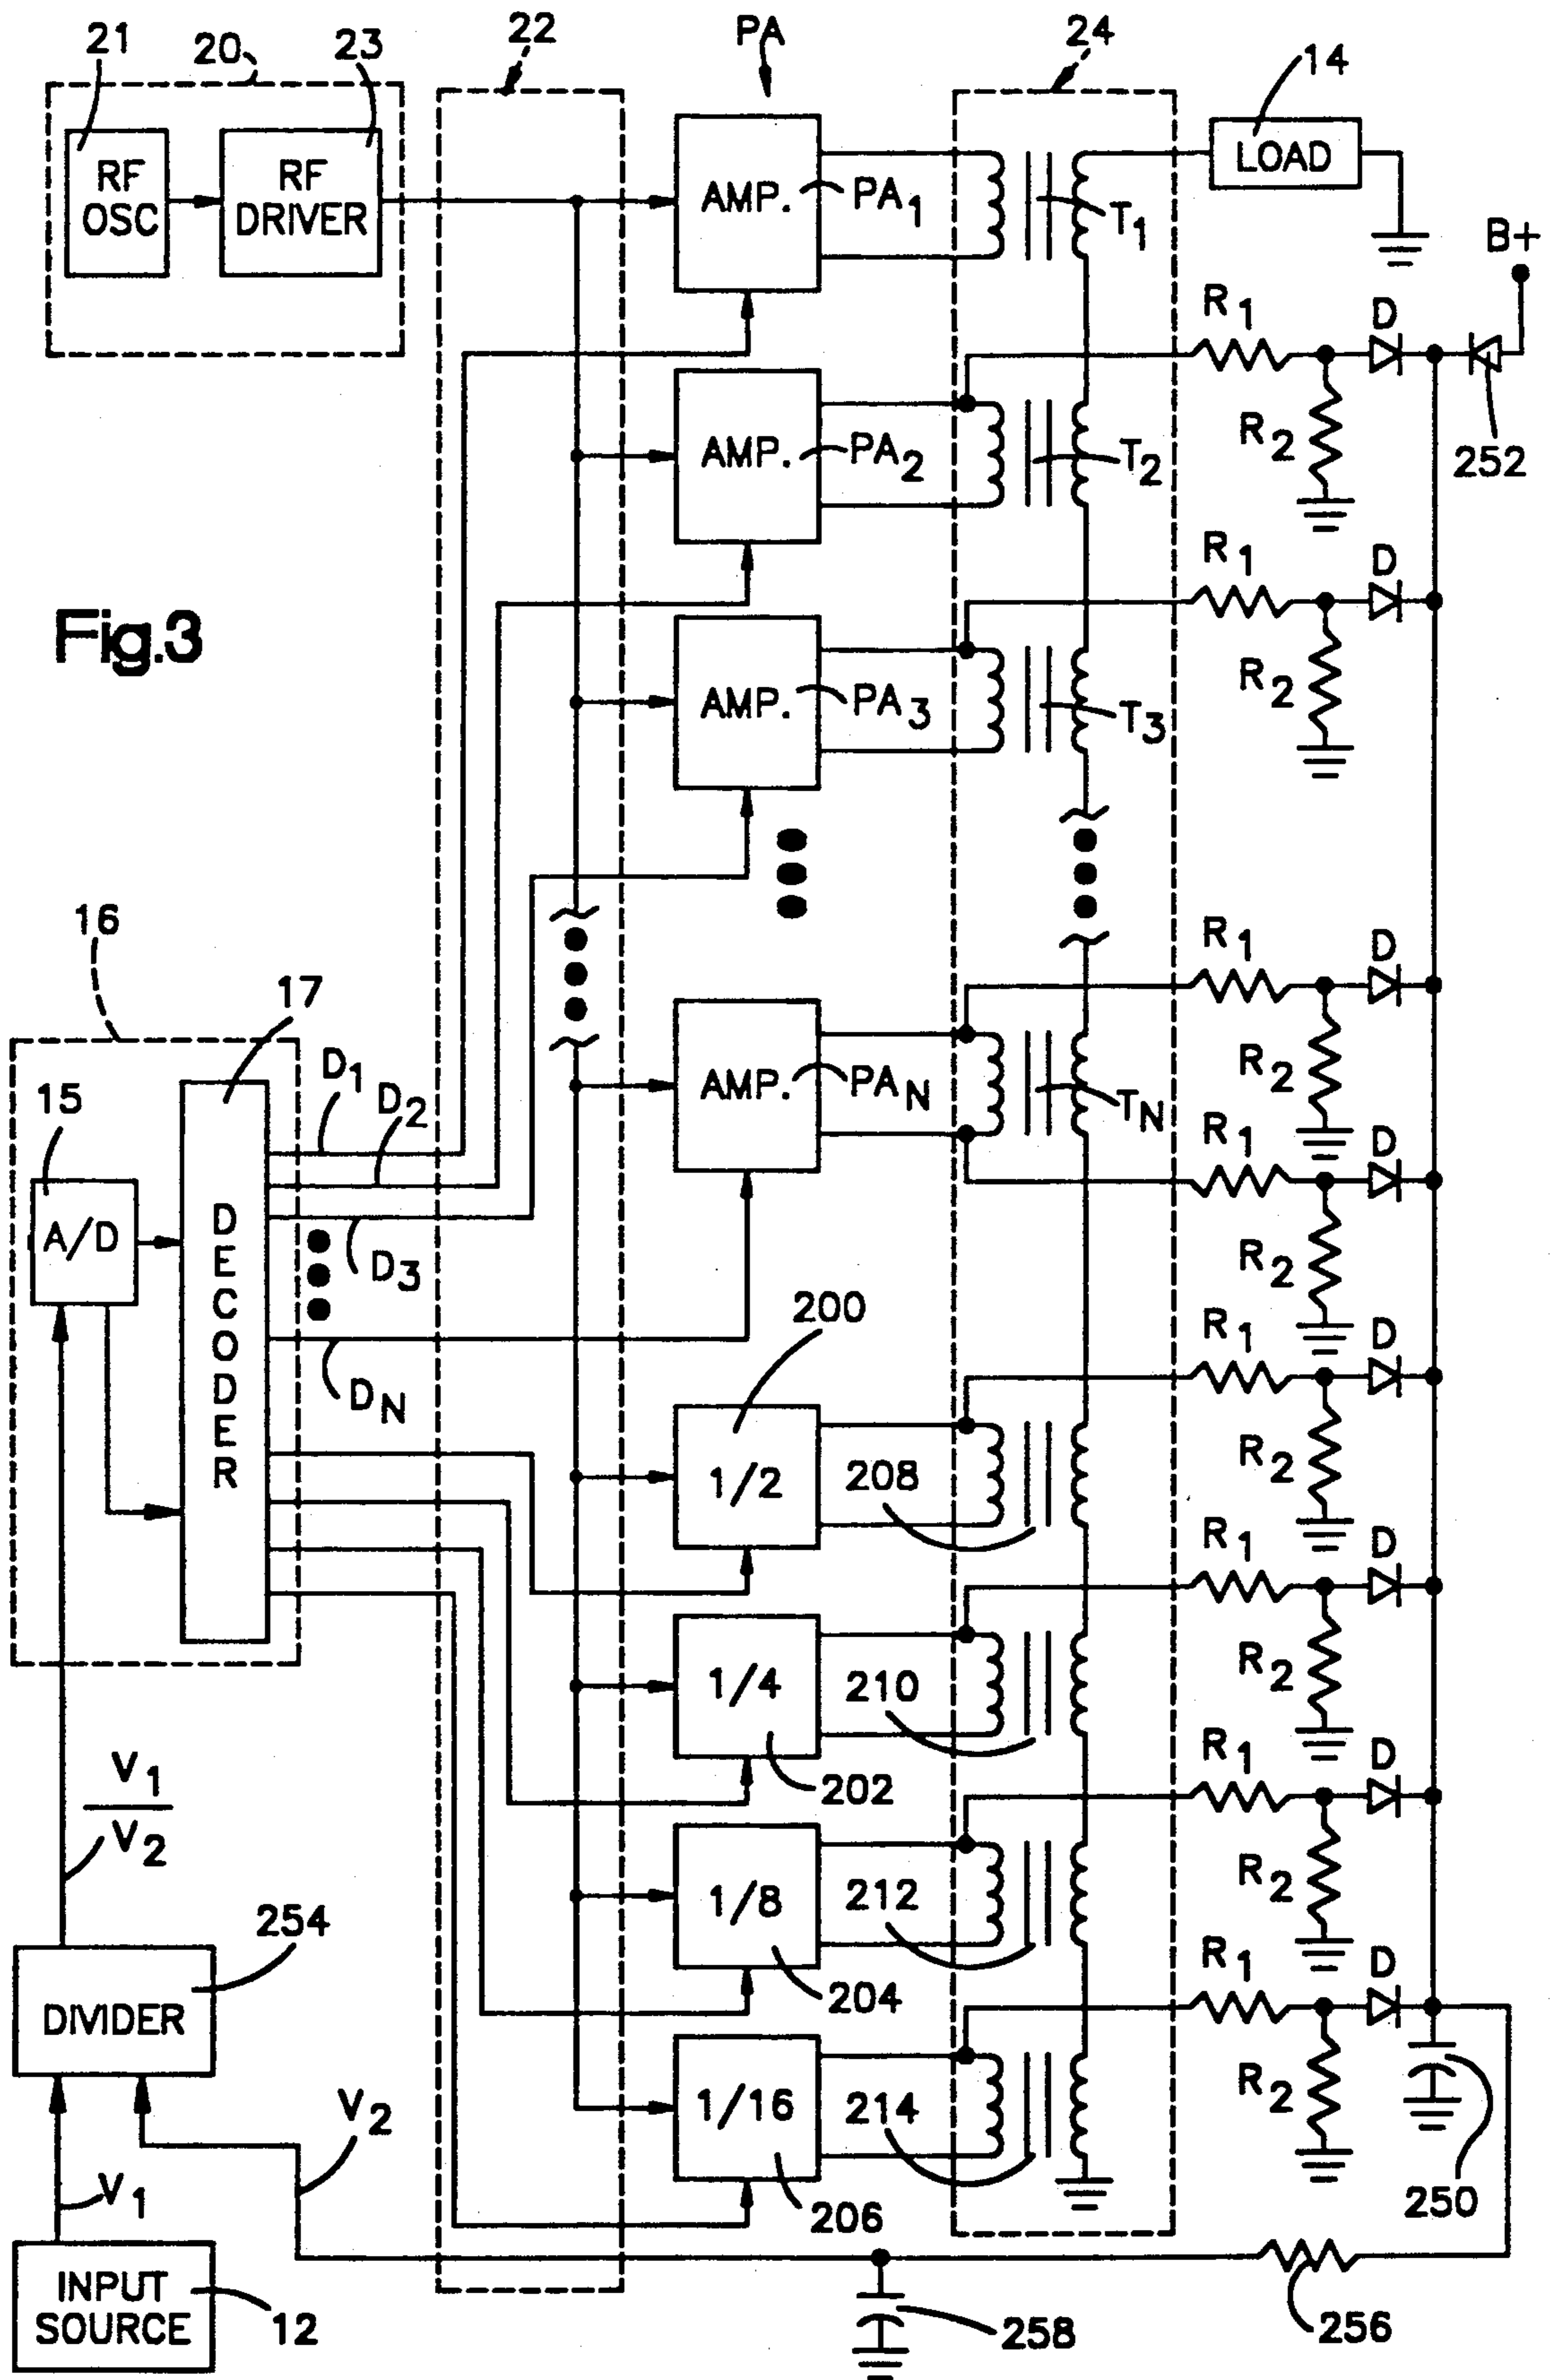 21
20
23
22
PA
24
14
RF
OSC
RF
DRIVER
AMP.
PA1
T1
LOAD
B+
R1
D
R2
252
AMP.
PA2
T2
R1
D
R2
Fig.3
AMP.
PA3
T3
16
17
R1
D
R2
15
D1
D2
AMP.
PAN
TN
R1
D
R2
A/D
DECODER
D3
DN
200
1/2
208
R1
D
R2
1/4
210
202
R1
D
R2
V1
V2
1/8
212
204
R1
D
R2
254
DIVIDER
1/16
214
206
R1
D
R2
250
V2
V1
INPUT
SOURCE
12
258
256